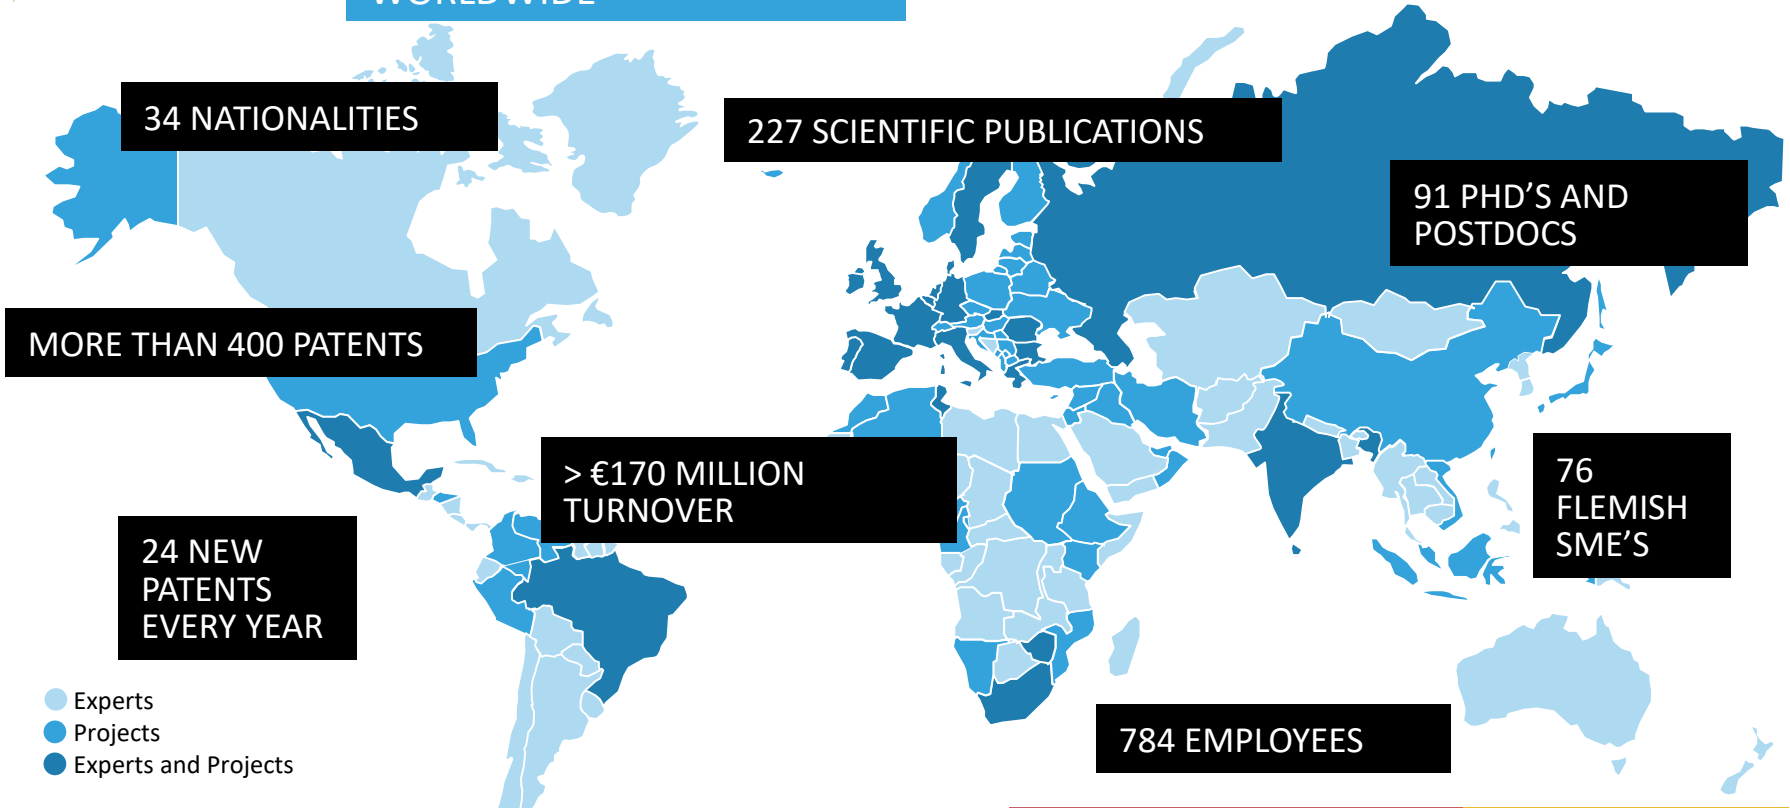 WORLDWIDE
34 NATIONALITIES
227 SCIENTIFIC PUBLICATIONS
91 PHD’S AND
POSTDOCS
MORE THAN 400 PATENTS
> €170 MILLION
TURNOVER
76
FLEMISH
SME’S
24 NEW
PATENTS
EVERY YEAR
Experts
Projects
Experts and Projects
784 EMPLOYEES